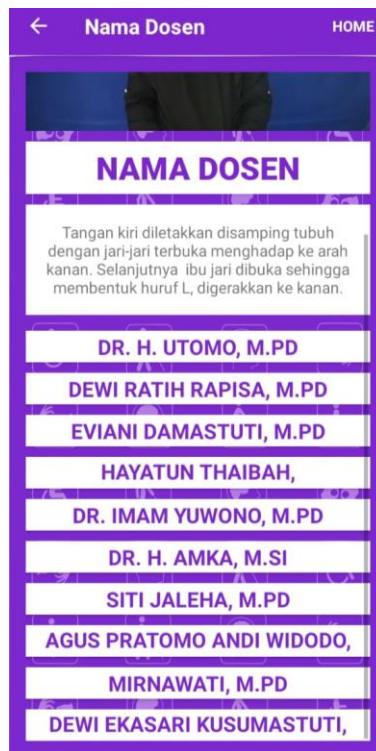 Nama Dosen HOME
NAMA DOSEN
Tangan kiri diletakkan disamping tubuh
dengan jari-jari terbuka menghadap ke arah
kanan. Selanjutnya ibu jari dibuka sehingga
membentuk huruf L, digerakkan ke kanan.
DR. H. UTOMO, M.PD
DEWI RATIH RAPISA, M.PD
EVIANI DAMASTUTI, M.PD
HAYATUN THAIBAH,
DR. IMAM YUWONO, M.PD
DR. H. AMKA, M.SI
SITI JALEHA, M.PD
AGUS PRATOMO ANDI WIDODO,
MIRNAWATI, M.PD
DEWI EKASARI KUSUMASTUTI,